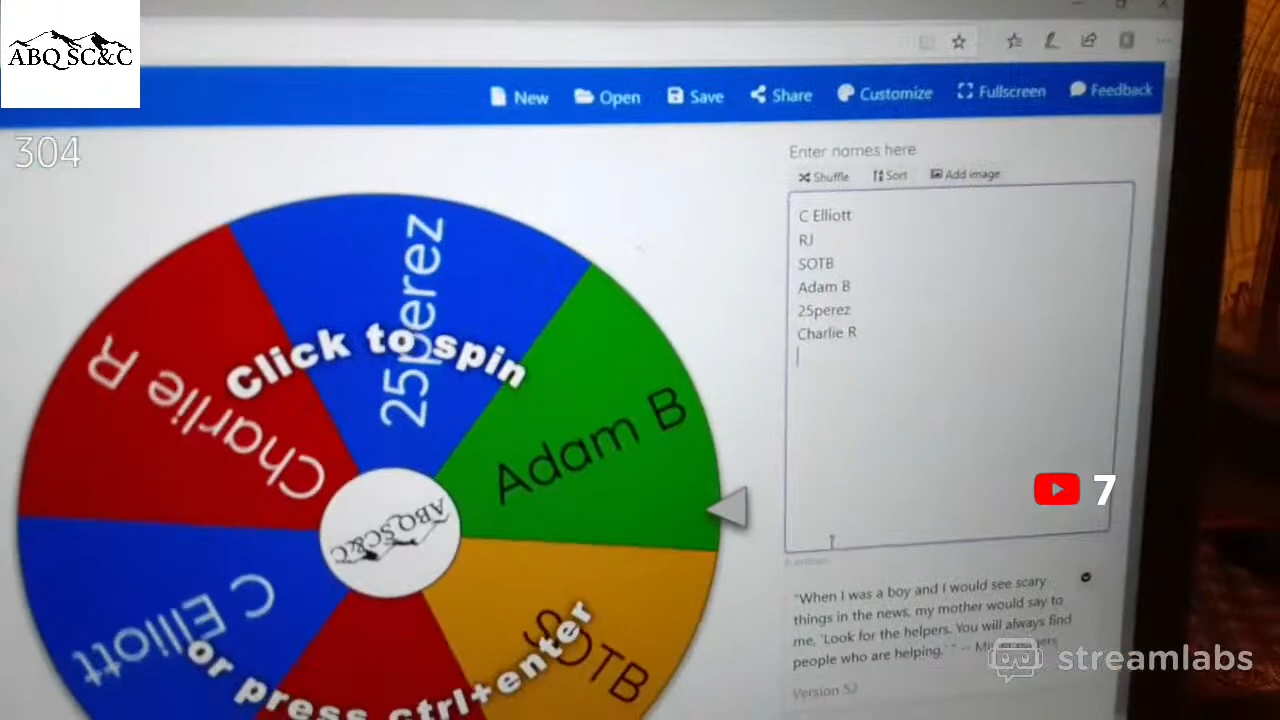 ABQ SC&C
New Open Save Share Customize Fullscreen Feedback
304
Enter names here
Shuffle Sort Add image
C Elliott
RJ
SOTB
Adam B
25perez
Charlie R
25perez
Charlie R
Adam B
Click to spin
ABQ SC&C
C Elliott
SOTB
or press ctrl+enter
7
"When I was a boy and I would see scary
things in the news, my mother would say to
me, 'Look for the helpers. You will always find
people who are helping.' " --
streamlabs
Version 52